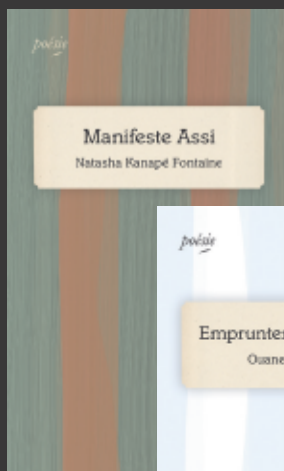 poésie
Manifeste Assi
Natasha Kanapé Fontaine
poésie
Emprunter
Ouane